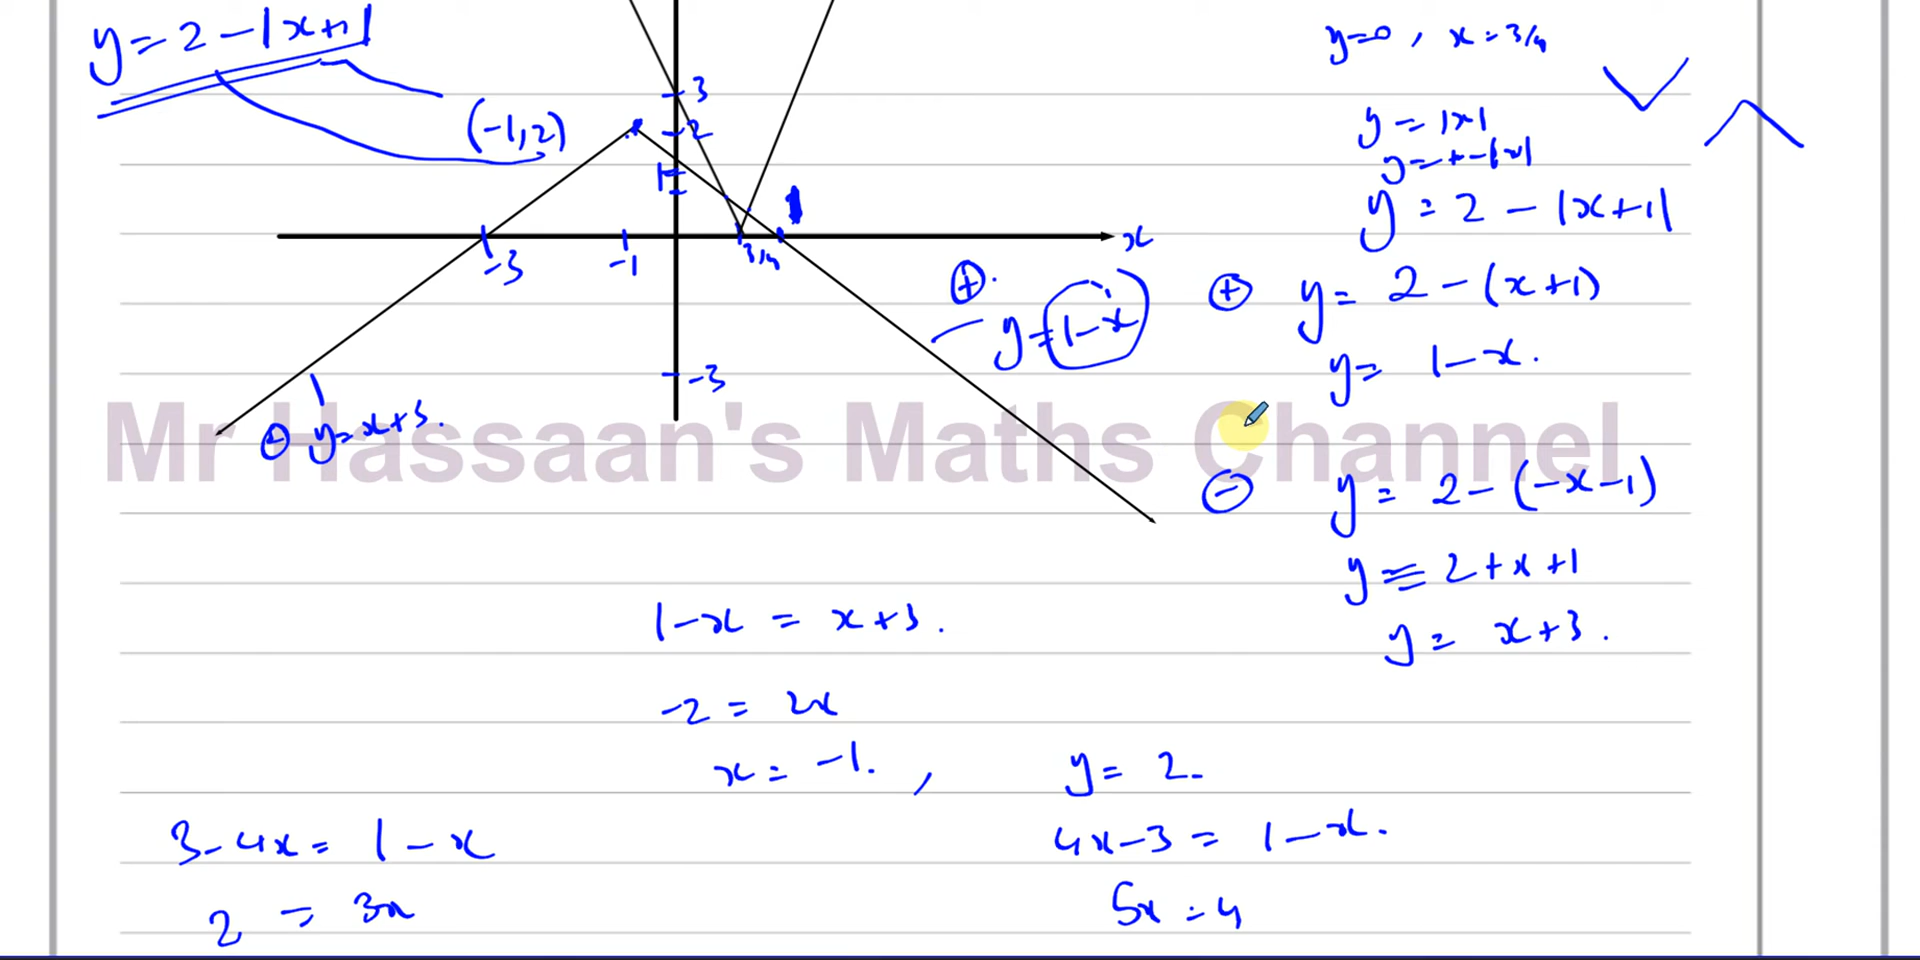 y = 2 - |x+1|
(-1,2)
3
2
1
1
-3
-1
3/4
x
-3
⊕
y = 1-x
⊖ y = x+3.
y=0, x = 3/4
y = |x|
y = 2 - |x+1|
⊕ y = 2 - (x+1)
y = 1-x.
⊖ y = 2 - (-x-1)
y = 2+x+1
y = x+3.
Mr Hassaan's Maths Channel
1-x = x+3.
-2 = 2x
x = -1. , y = 2.
3-4x = 1-x
2 = 3x
4x-3 = 1-x.
5x = 4